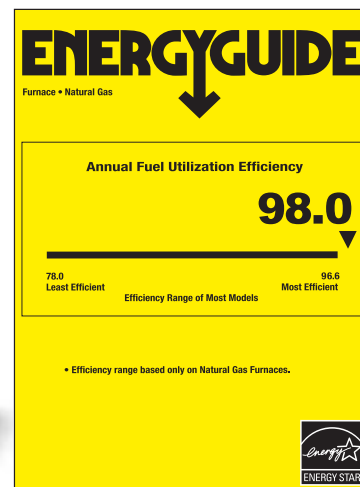 ENERGYGUIDE
Furnace • Natural Gas
Annual Fuel Utilization Efficiency
98.0
78.0
Least Efficient
96.6
Most Efficient
Efficiency Range of Most Models
• Efficiency range based only on Natural Gas Furnaces.
energy
ENERGY STAR